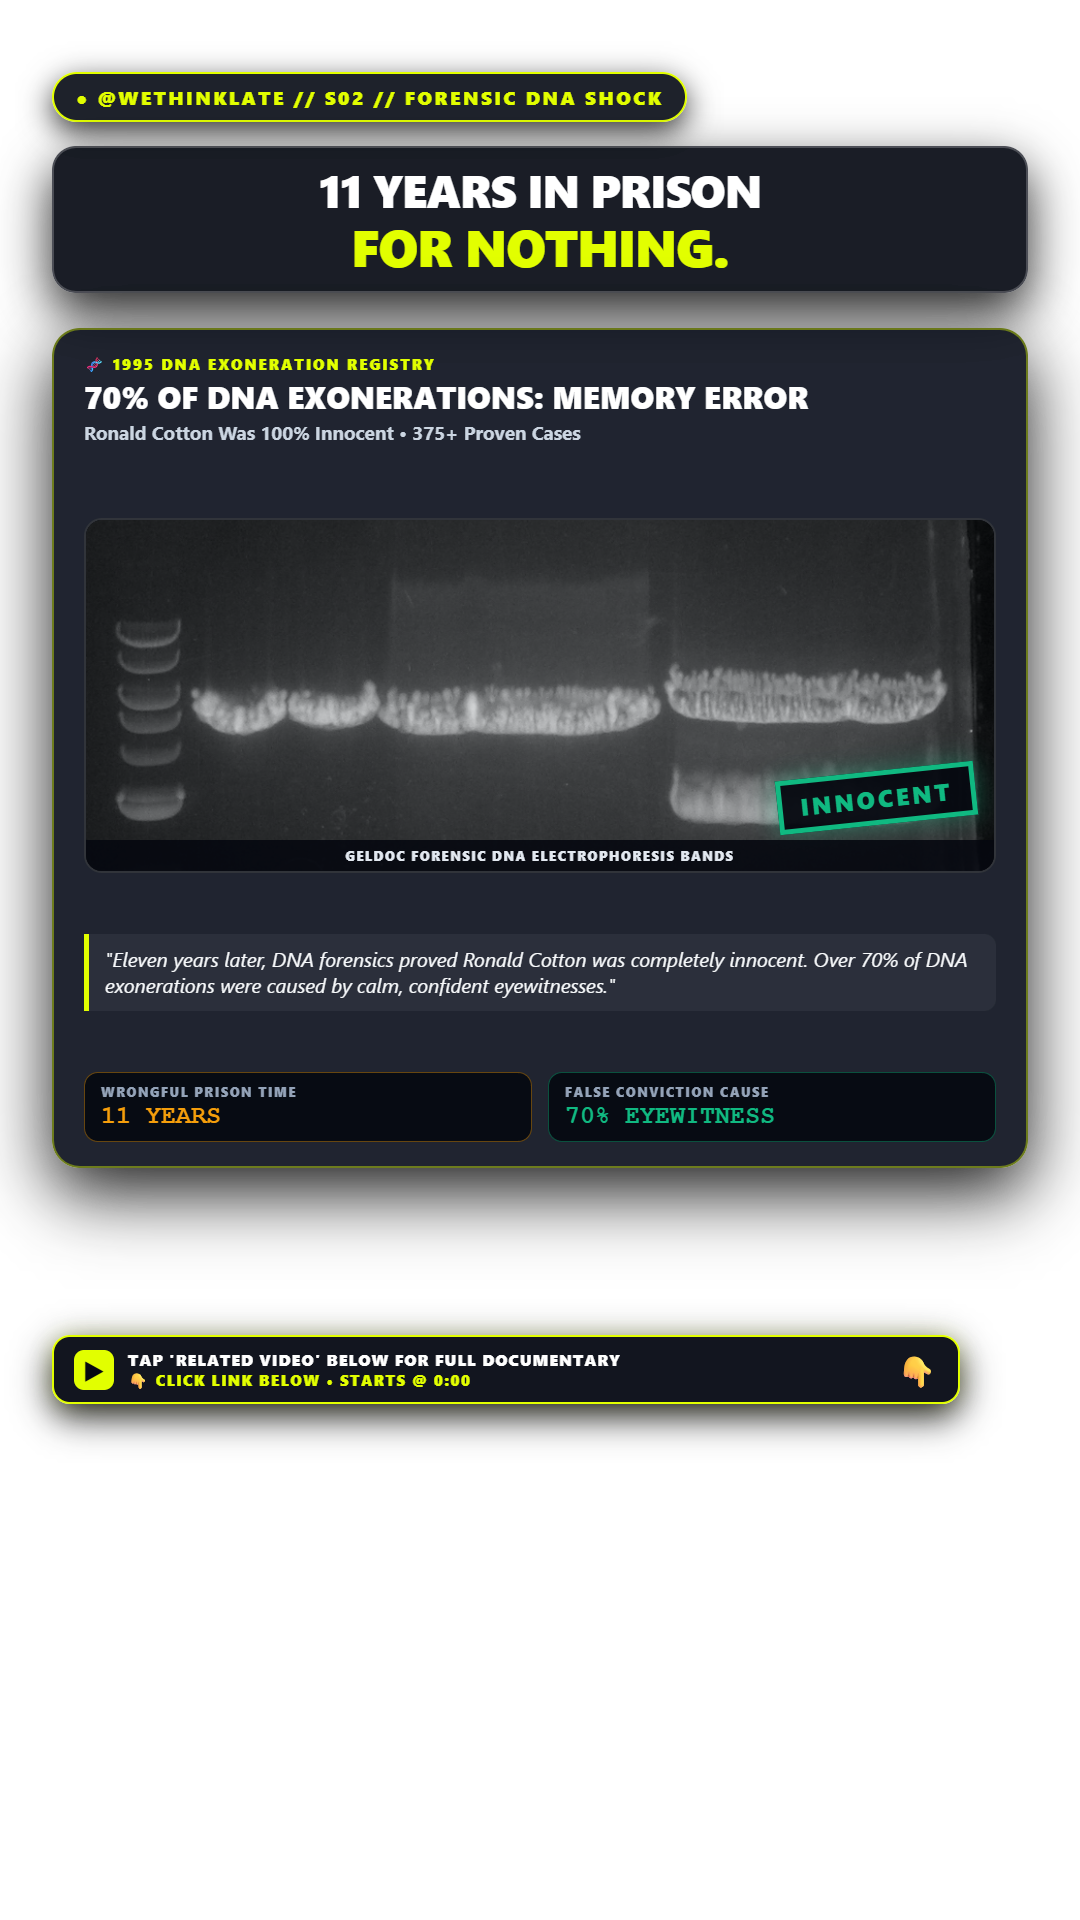 ● @WETHINKLATE // S02 // FORENSIC DNA SHOCK
11 YEARS IN PRISON
FOR NOTHING.
🧬 1995 DNA EXONERATION REGISTRY
70% OF DNA EXONERATIONS: MEMORY ERROR
Ronald Cotton Was 100% Innocent • 375+ Proven Cases
INNOCENT
GELDOC FORENSIC DNA ELECTROPHORESIS BANDS
"Eleven years later, DNA forensics proved Ronald Cotton was completely innocent. Over 70% of DNA
exonerations were caused by calm, confident eyewitnesses."
WRONGFUL PRISON TIME
11 YEARS
FALSE CONVICTION CAUSE
70% EYEWITNESS
TAP 'RELATED VIDEO' BELOW FOR FULL DOCUMENTARY
👇 CLICK LINK BELOW • STARTS @ 0:00